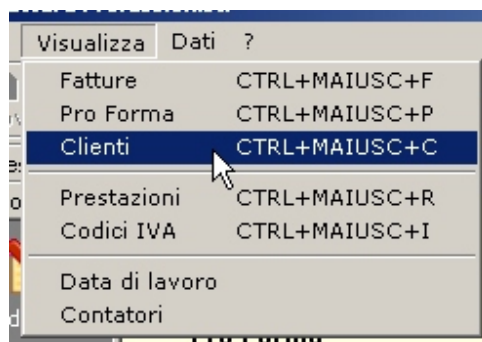 Visualizza Dati ?
Fatture CTRL+MAIUSC+F
Pro Forma CTRL+MAIUSC+P
Clienti CTRL+MAIUSC+C
Prestazioni CTRL+MAIUSC+R
Codici IVA CTRL+MAIUSC+I
Data di lavoro
Contatori